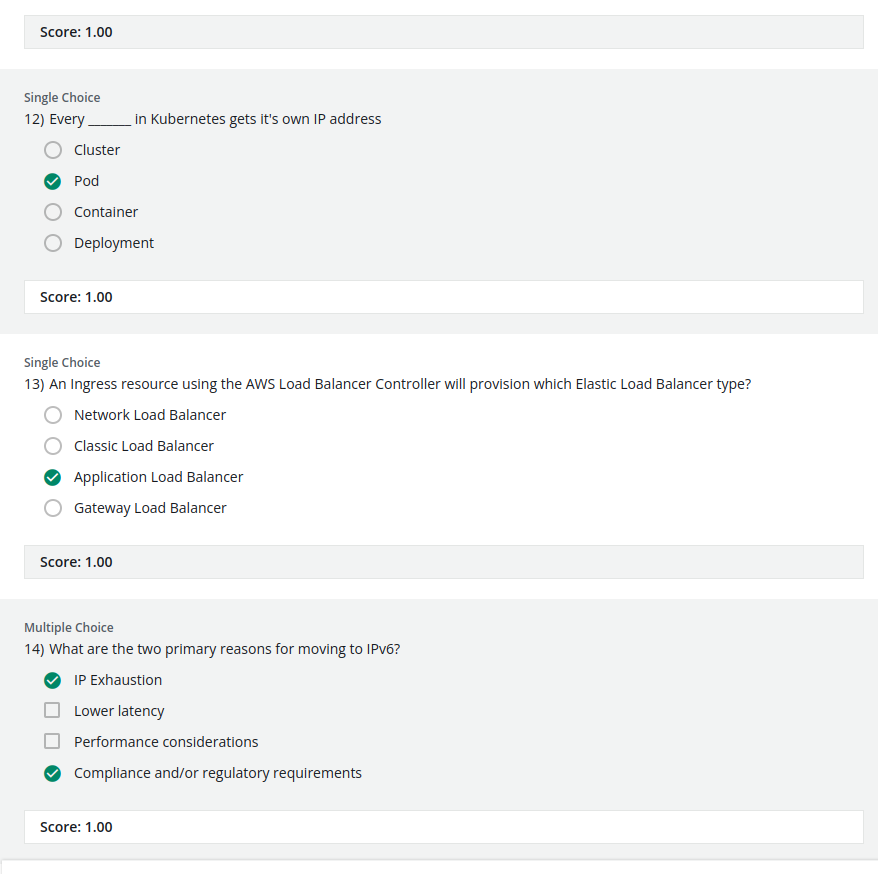 Score: 1.00
Single Choice
12) Every ______ in Kubernetes gets it's own IP address
Cluster
Pod
Container
Deployment
Score: 1.00
Single Choice
13) An Ingress resource using the AWS Load Balancer Controller will provision which Elastic Load Balancer type?
Network Load Balancer
Classic Load Balancer
Application Load Balancer
Gateway Load Balancer
Score: 1.00
Multiple Choice
14) What are the two primary reasons for moving to IPv6?
IP Exhaustion
Lower latency
Performance considerations
Compliance and/or regulatory requirements
Score: 1.00